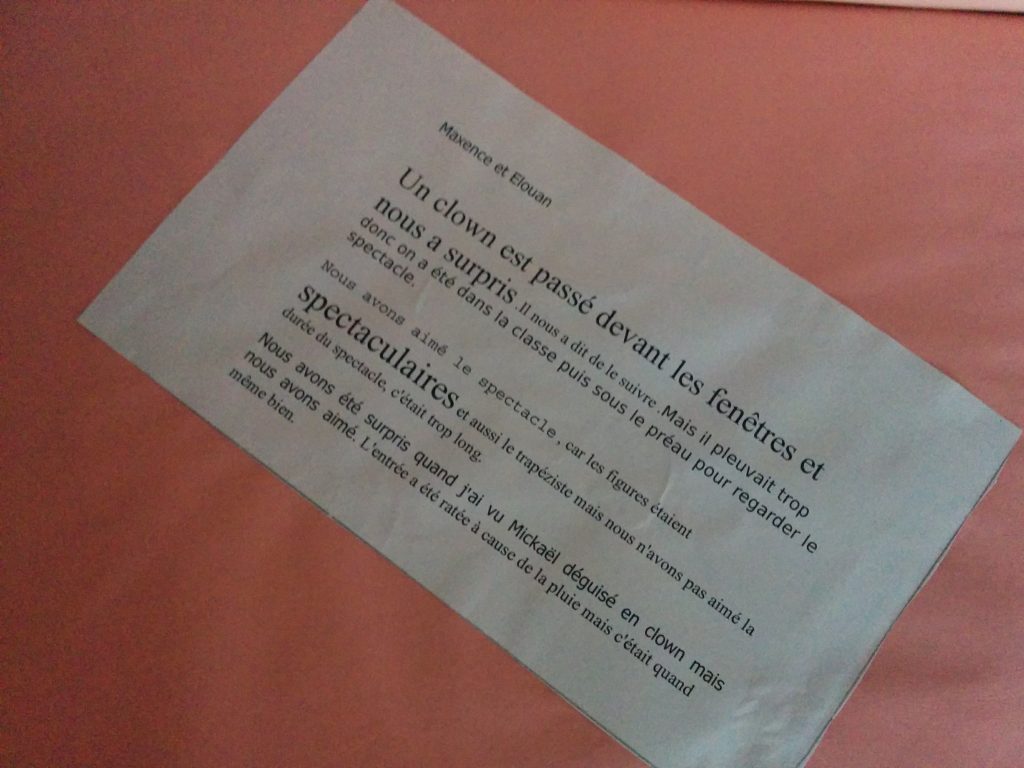 Maxence et Elouan
Un clown est passé devant les fenêtres et
nous a surpris .Il nous a dit de le suivre .Mais il pleuvait trop
donc on a été dans la classe puis sous le préau pour regarder le
spectacle.
Nous avons aimé le spectacle, car les figures étaient
spectaculaires et aussi le trapéziste mais nous n'avons pas aimé la
durée du spectacle, c'était trop long.
Nous avons été surpris quand j'ai vu Mickaël déguisé en clown mais
nous avons aimé. L'entrée a été ratée à cause de la pluie mais c'était quand
même bien.